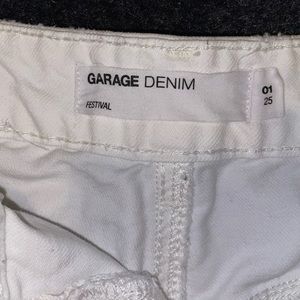 GARAGE DENIM
FESTIVAL
01
25